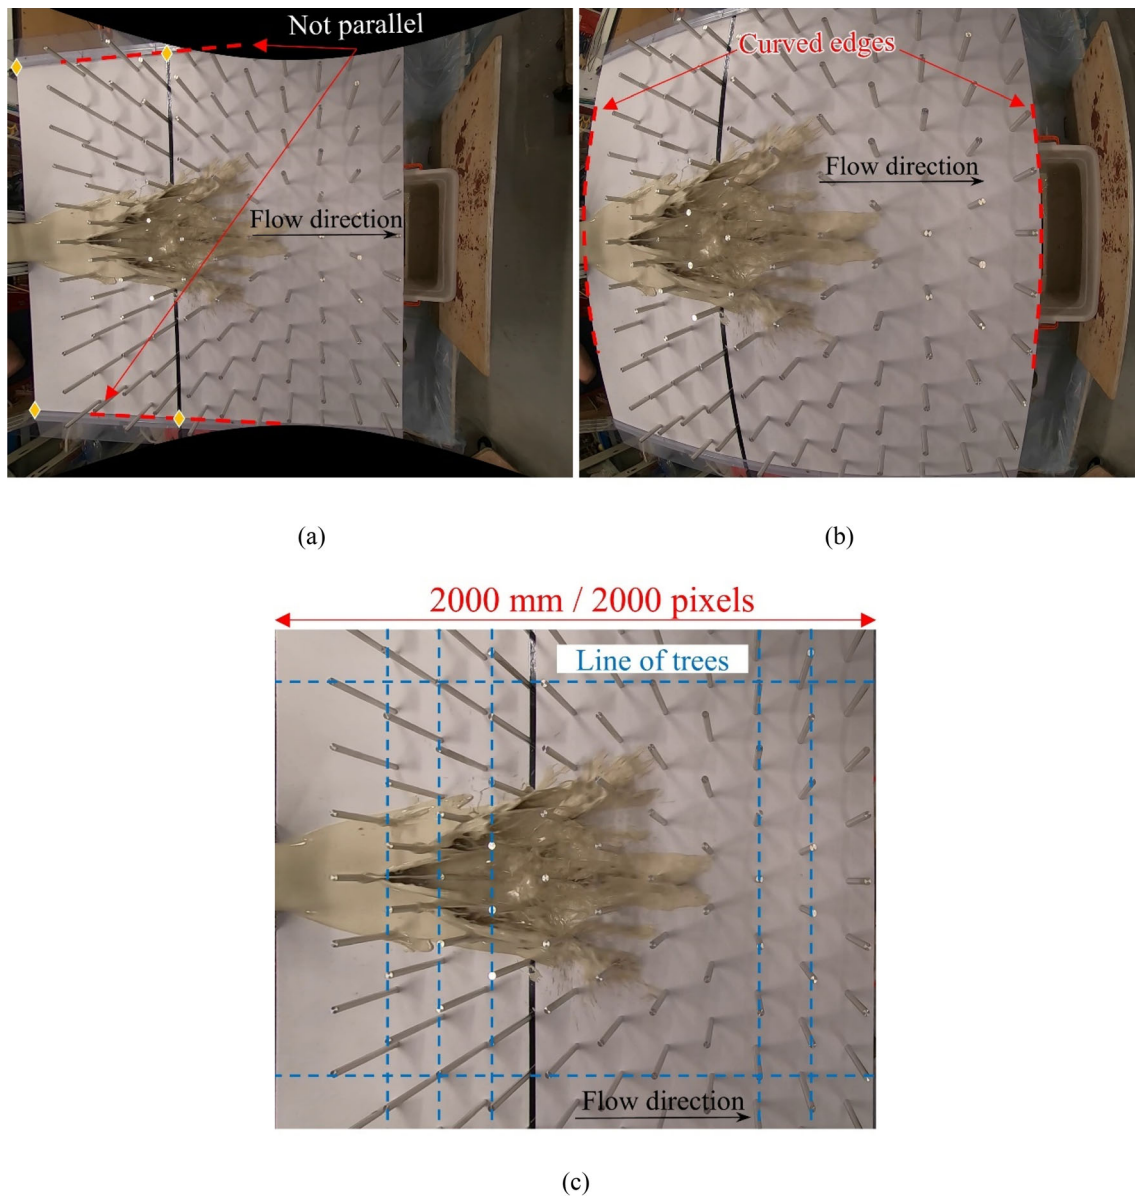 Not parallel
Flow direction
Curved edges
Flow direction
(a)
(b)
2000 mm / 2000 pixels
Line of trees
Flow direction
(c)